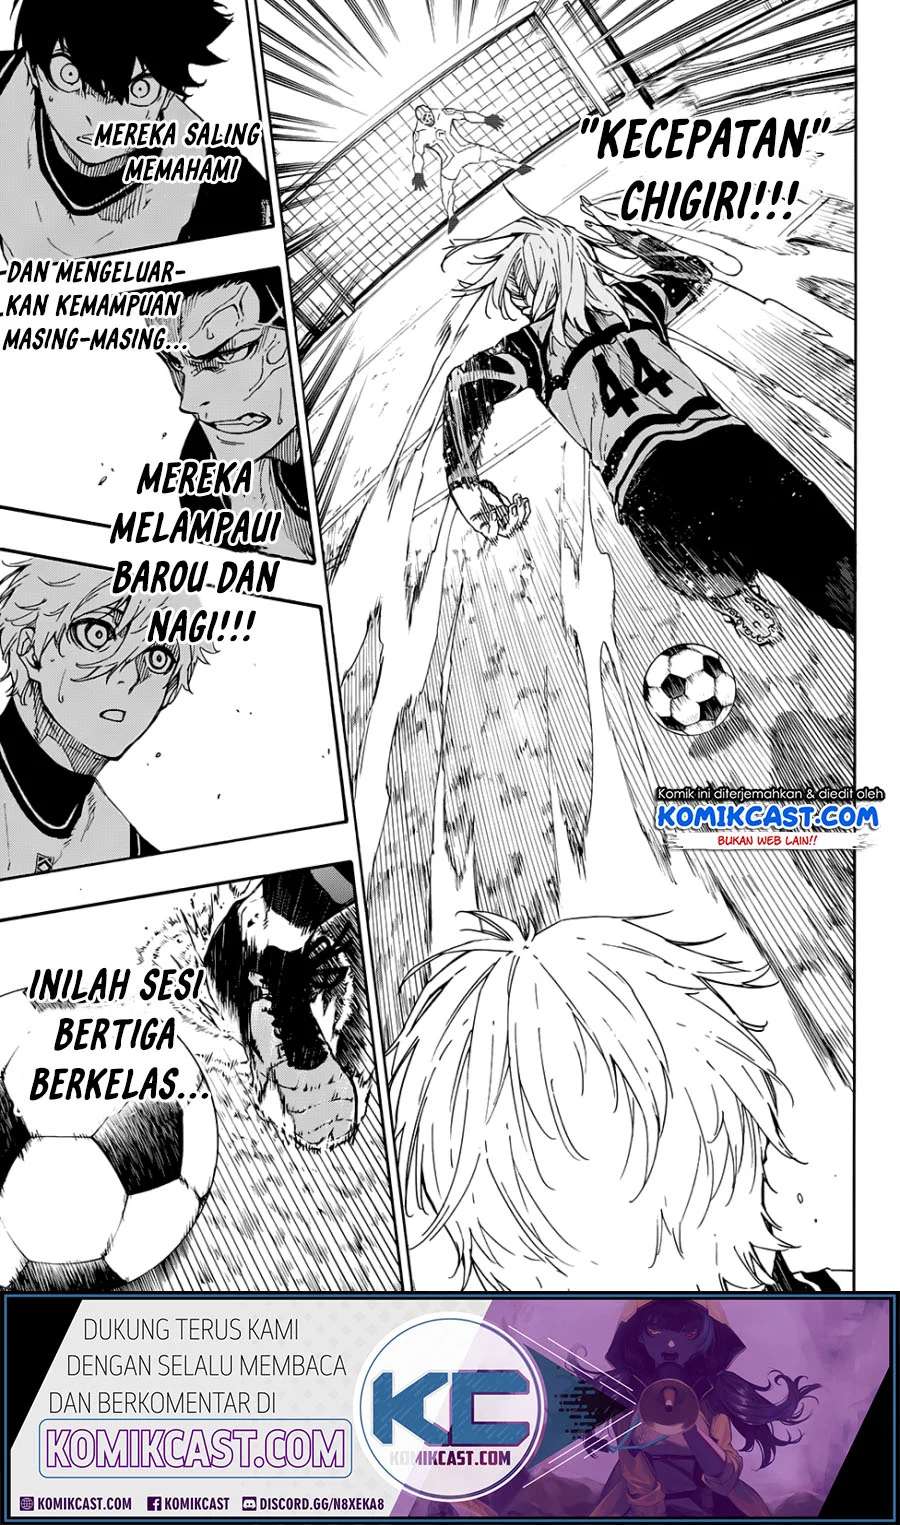 "KECEPATAN"
CHIGIRI!!!
MEREKA SALING
MEMAHAMI
DAN MENGELUAR-
KAN KEMAMPUAN
MASING-MASING...
MEREKA
MELAMPAUI
BAROU DAN
NAGI!!!
44
Komik ini diterjemahkan & diedit oleh
KOMIKCAST.COM
BUKAN WEB LAIN!!
INILAH SESI
BERTIGA
BERKELAS...
DUKUNG TERUS KAMI
DENGAN SELALU MEMBACA
DAN BERKOMENTAR DI
KOMIKCAST.COM
KC
KOMIKCAST.COM
KOMIKCAST.COM
KOMIKCAST
DISCORD.GG/N8XEKA8